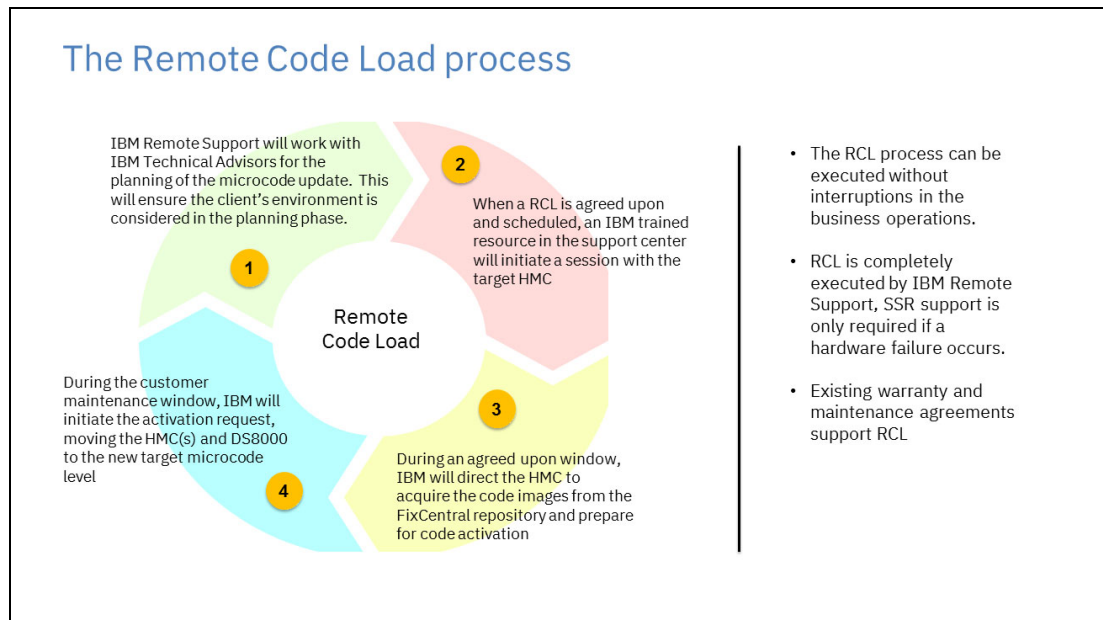 The Remote Code Load process
IBM Remote Support will work with
IBM Technical Advisors for the
planning of the microcode update.  This
will ensure the client's environment is
considered in the planning phase.
1
2
When a RCL is agreed upon
and scheduled, an IBM trained
resource in the support center
will initiate a session with the
target HMC
Remote
Code Load
3
During an agreed upon window,
IBM will direct the HMC to
acquire the code images from the
FixCentral repository and prepare
for code activation
During the customer
maintenance window, IBM will
initiate the activation request,
moving the HMC(s) and DS8000
to the new target microcode
level
4
• The RCL process can be
executed without
interruptions in the
business operations.
• RCL is completely
executed by IBM Remote
Support, SSR support is
only required if a
hardware failure occurs.
• Existing warranty and
maintenance agreements
support RCL